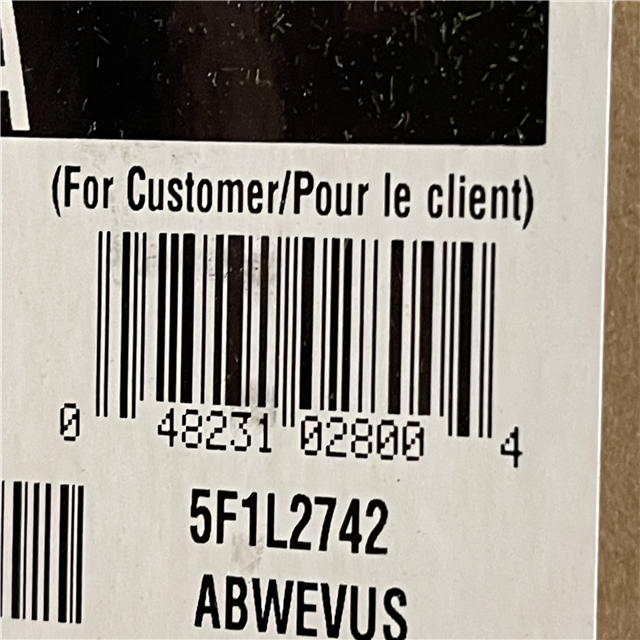 A
(For Customer/Pour le client)
0 48231 02800 4
5F1L2742
ABWEVUS